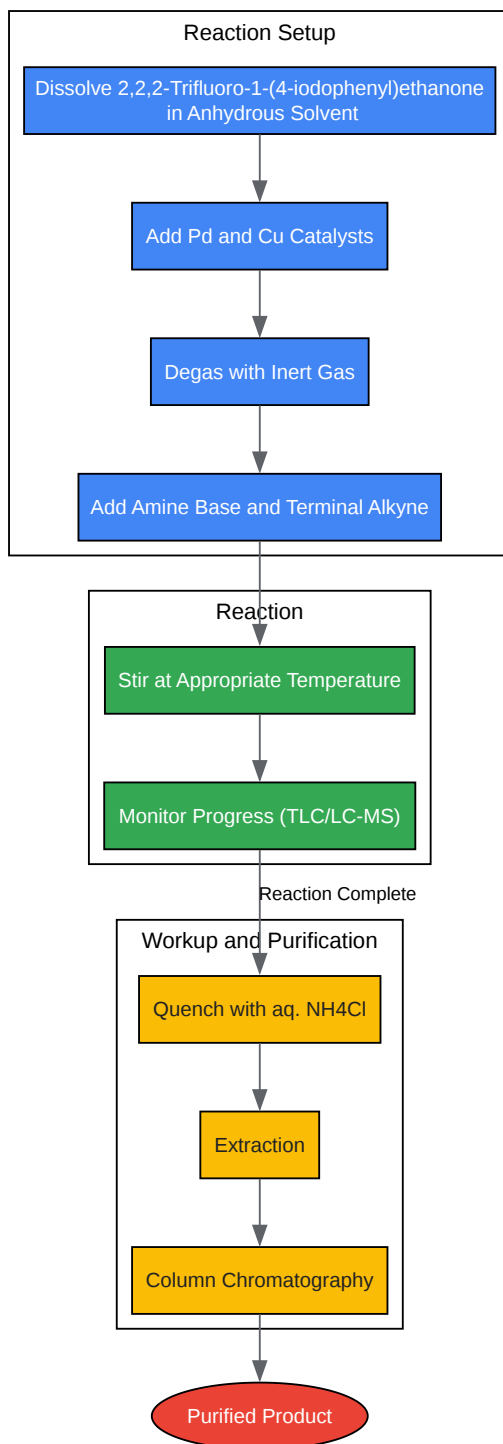 Reaction Setup
Dissolve 2,2,2-Trifluoro-1-(4-iodophenyl)ethanone
in Anhydrous Solvent
Add Pd and Cu Catalysts
Degas with Inert Gas
Add Amine Base and Terminal Alkyne
Reaction
Stir at Appropriate Temperature
Monitor Progress (TLC/LC-MS)
Reaction Complete
Workup and Purification
Quench with aq. NH4Cl
Extraction
Column Chromatography
Purified Product